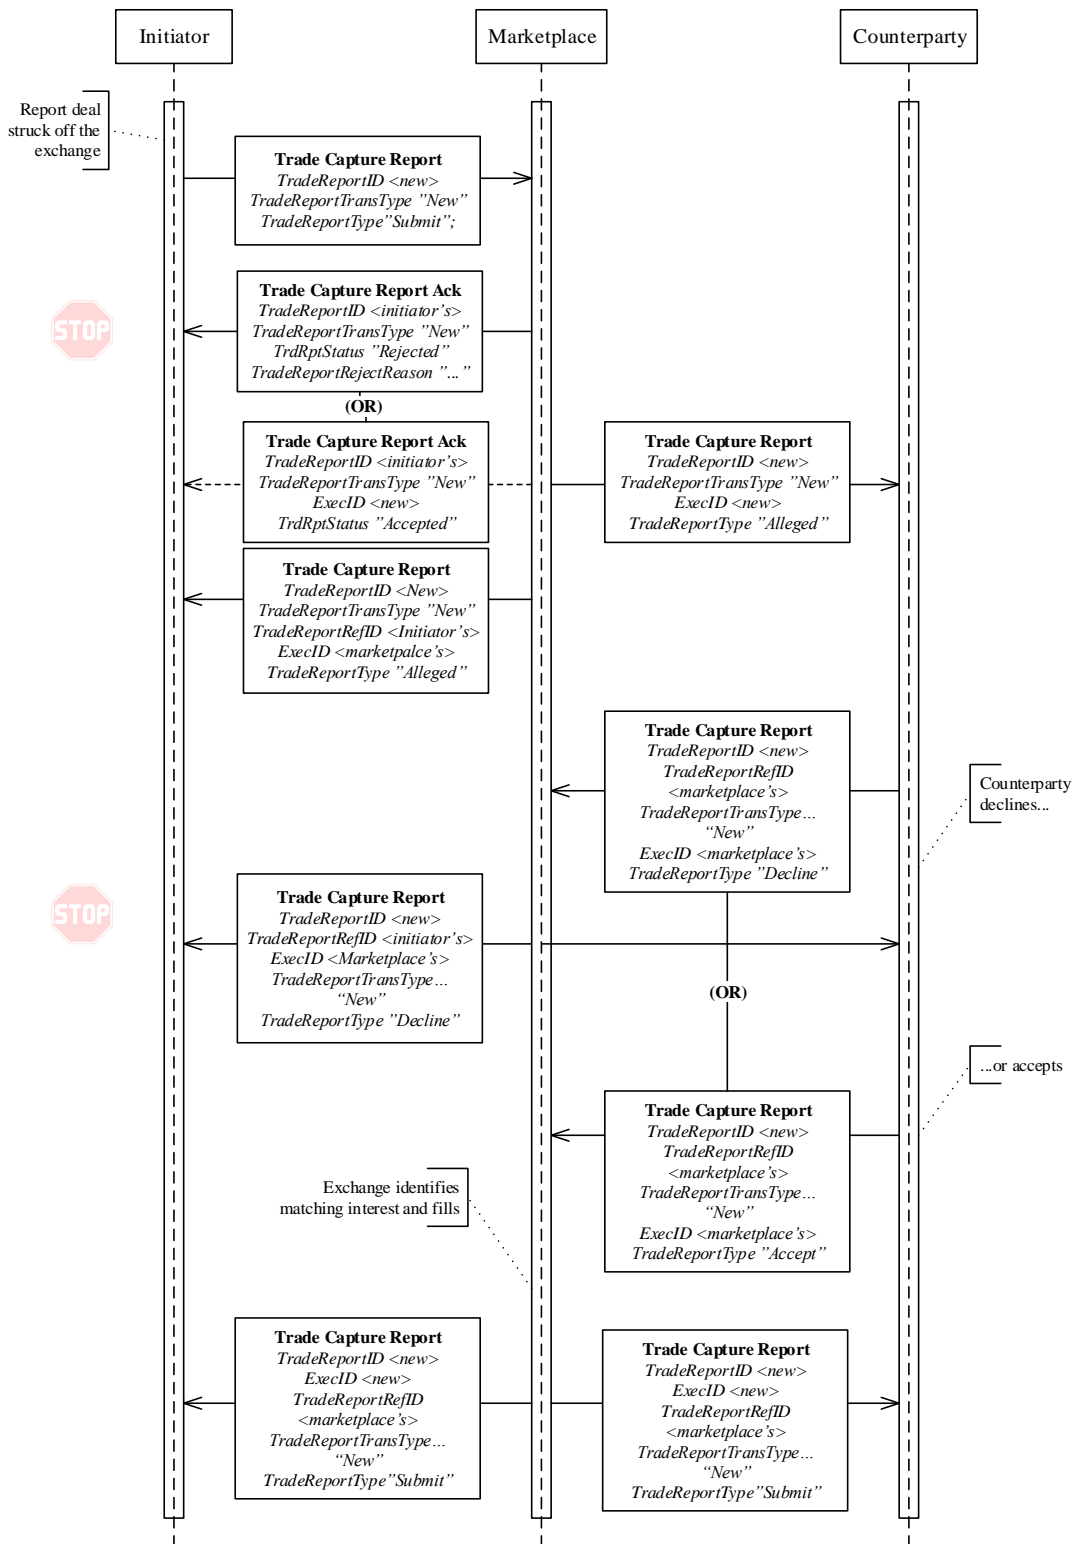 Initiator
Marketplace
Counterparty
Report deal
struck off the
exchange
Trade Capture Report
TradeReportID <new>
TradeReportTransType ”New”
TradeReportType”Submit”;
STOP
Trade Capture Report Ack
TradeReportID <initiator’s>
TradeReportTransType ”New”
TrdRptStatus ”Rejected”
TradeReportRejectReason ”...”
(OR)
Trade Capture Report Ack
TradeReportID <initiator’s>
TradeReportTransType ”New”
ExecID <new>
TrdRptStatus ”Accepted”
Trade Capture Report
TradeReportID <new>
TradeReportTransType ”New”
ExecID <new>
TradeReportType ”Alleged”
Trade Capture Report
TradeReportID <New>
TradeReportTransType ”New”
TradeReportRefID <Initiator’s>
ExecID <marketpalce’s>
TradeReportType ”Alleged”
Trade Capture Report
TradeReportID <new>
TradeReportRefID
<marketplace’s>
TradeReportTransType…
“New”
ExecID <marketplace’s>
TradeReportType ”Decline”
Counterparty
declines...
STOP
Trade Capture Report
TradeReportID <new>
TradeReportRefID <initiator’s>
ExecID <Marketplace’s>
TradeReportTransType…
“New”
TradeReportType ”Decline”
(OR)
...or accepts
Trade Capture Report
TradeReportID <new>
TradeReportRefID
<marketplace’s>
TradeReportTransType…
“New”
ExecID <marketplace’s>
TradeReportType ”Accept”
Exchange identifies
matching interest and fills
Trade Capture Report
TradeReportID <new>
ExecID <new>
TradeReportRefID
<marketplace’s>
TradeReportTransType…
“New”
TradeReportType”Submit”
Trade Capture Report
TradeReportID <new>
ExecID <new>
TradeReportRefID
<marketplace’s>
TradeReportTransType…
“New”
TradeReportType”Submit”